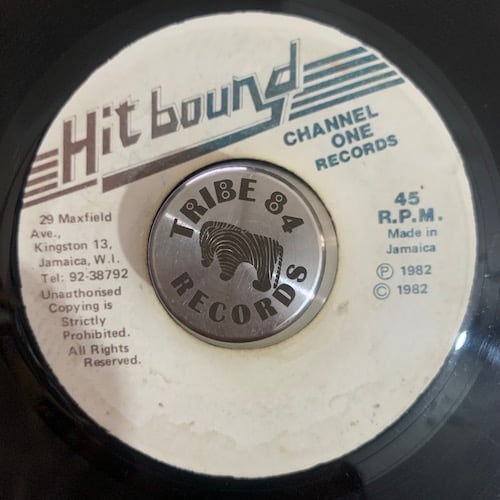 Hit bound
CHANNEL
ONE
RECORDS
29 Maxfield
Ave.,
Kingston 13,
Jamaica, W.I.
Tel: 92-38792
Unauthorised
Copying is
Strictly
Prohibited.
All Rights
Reserved.
TRIBE 84
RECORDS
45
R.P.M.
Made in
Jamaica
Ⓟ 1982
© 1982